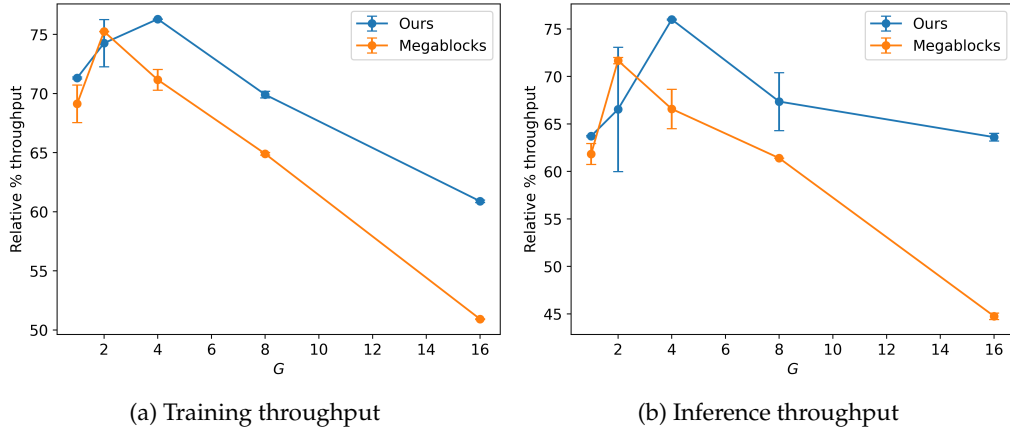 Ours
Megablocks
Relative % throughput
75
70
65
60
55
50
2 4 6 8 10 12 14 16
G
(a) Training throughput
Ours
Megablocks
Relative % throughput
75
70
65
60
55
50
45
2 4 6 8 10 12 14 16
G
(b) Inference throughput